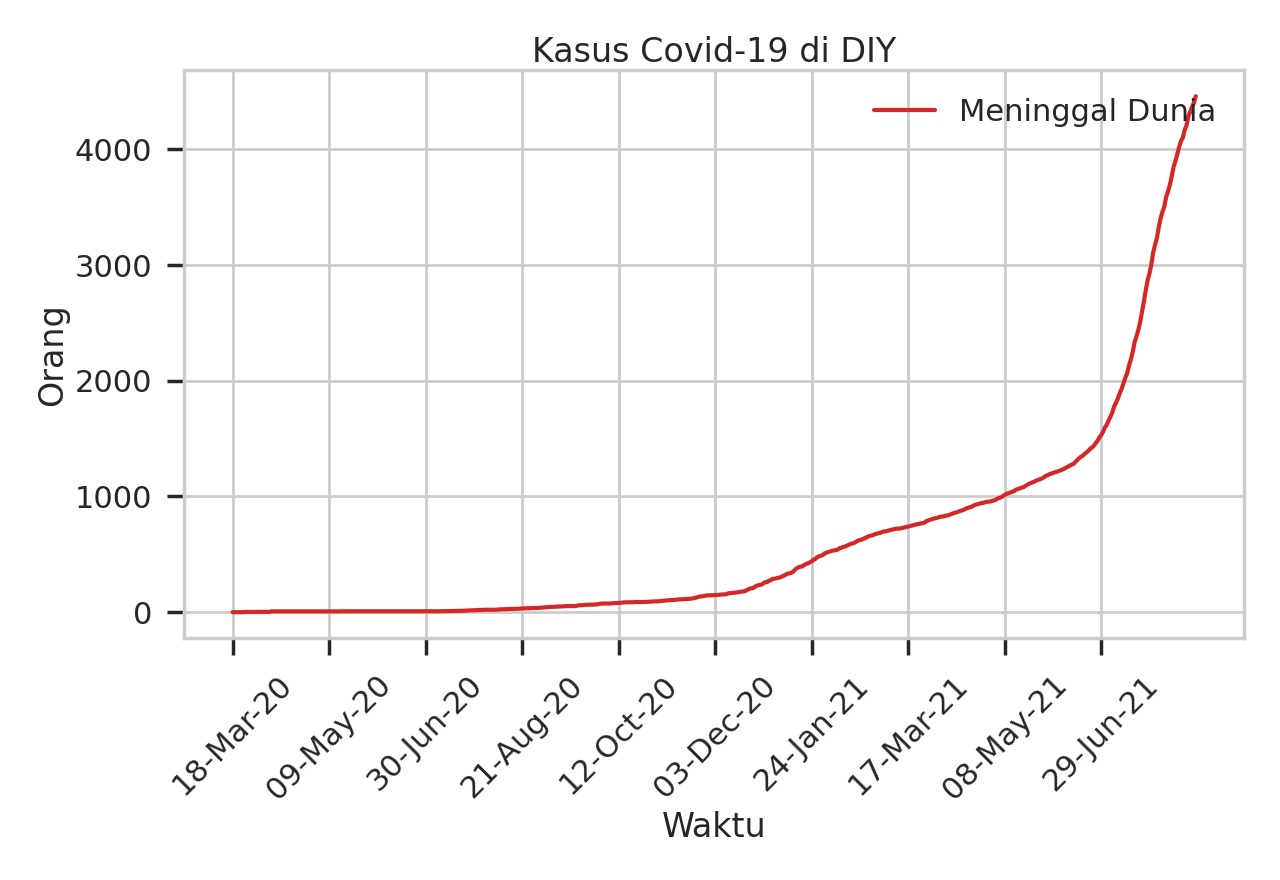 Kasus Covid-19 di DIY
Meninggal Dunia
4000
3000
2000
1000
0
Orang
18-Mar-20
09-May-20
30-Jun-20
21-Aug-20
12-Oct-20
03-Dec-20
24-Jan-21
17-Mar-21
08-May-21
29-Jun-21
Waktu